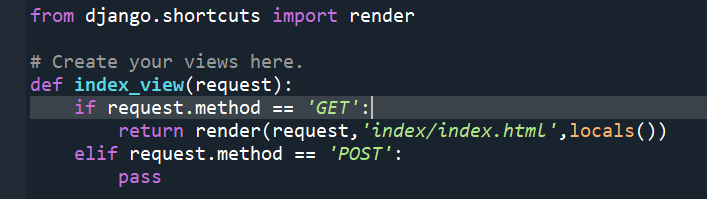 from django.shortcuts import render
# Create your views here.
def index_view(request):
    if request.method == 'GET':
        return render(request,'index/index.html',locals())
    elif request.method == 'POST':
        pass